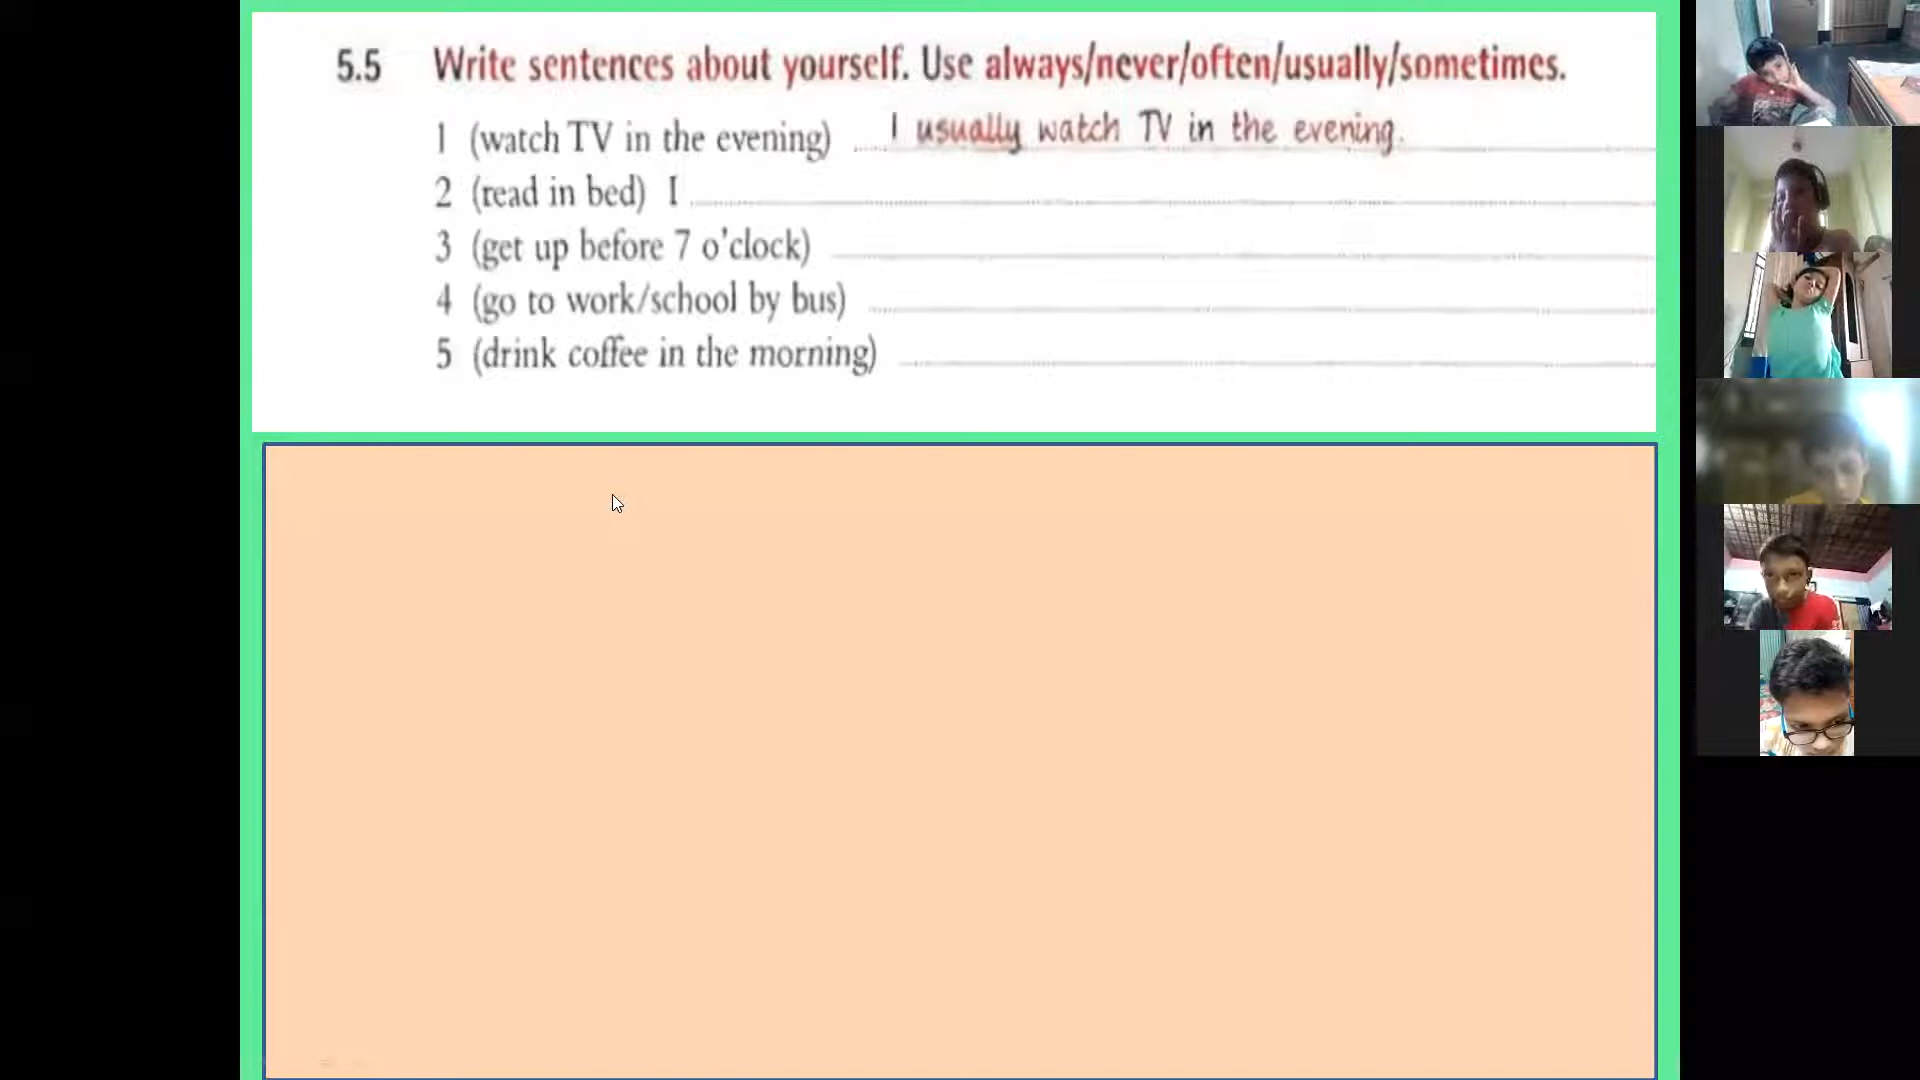 5.5 Write sentences about yourself. Use always/never/often/usually/sometimes.
1 (watch TV in the evening) I usually watch TV in the evening.
2 (read in bed) I
3 (get up before 7 o'clock)
4 (go to work/school by bus)
5 (drink coffee in the morning)